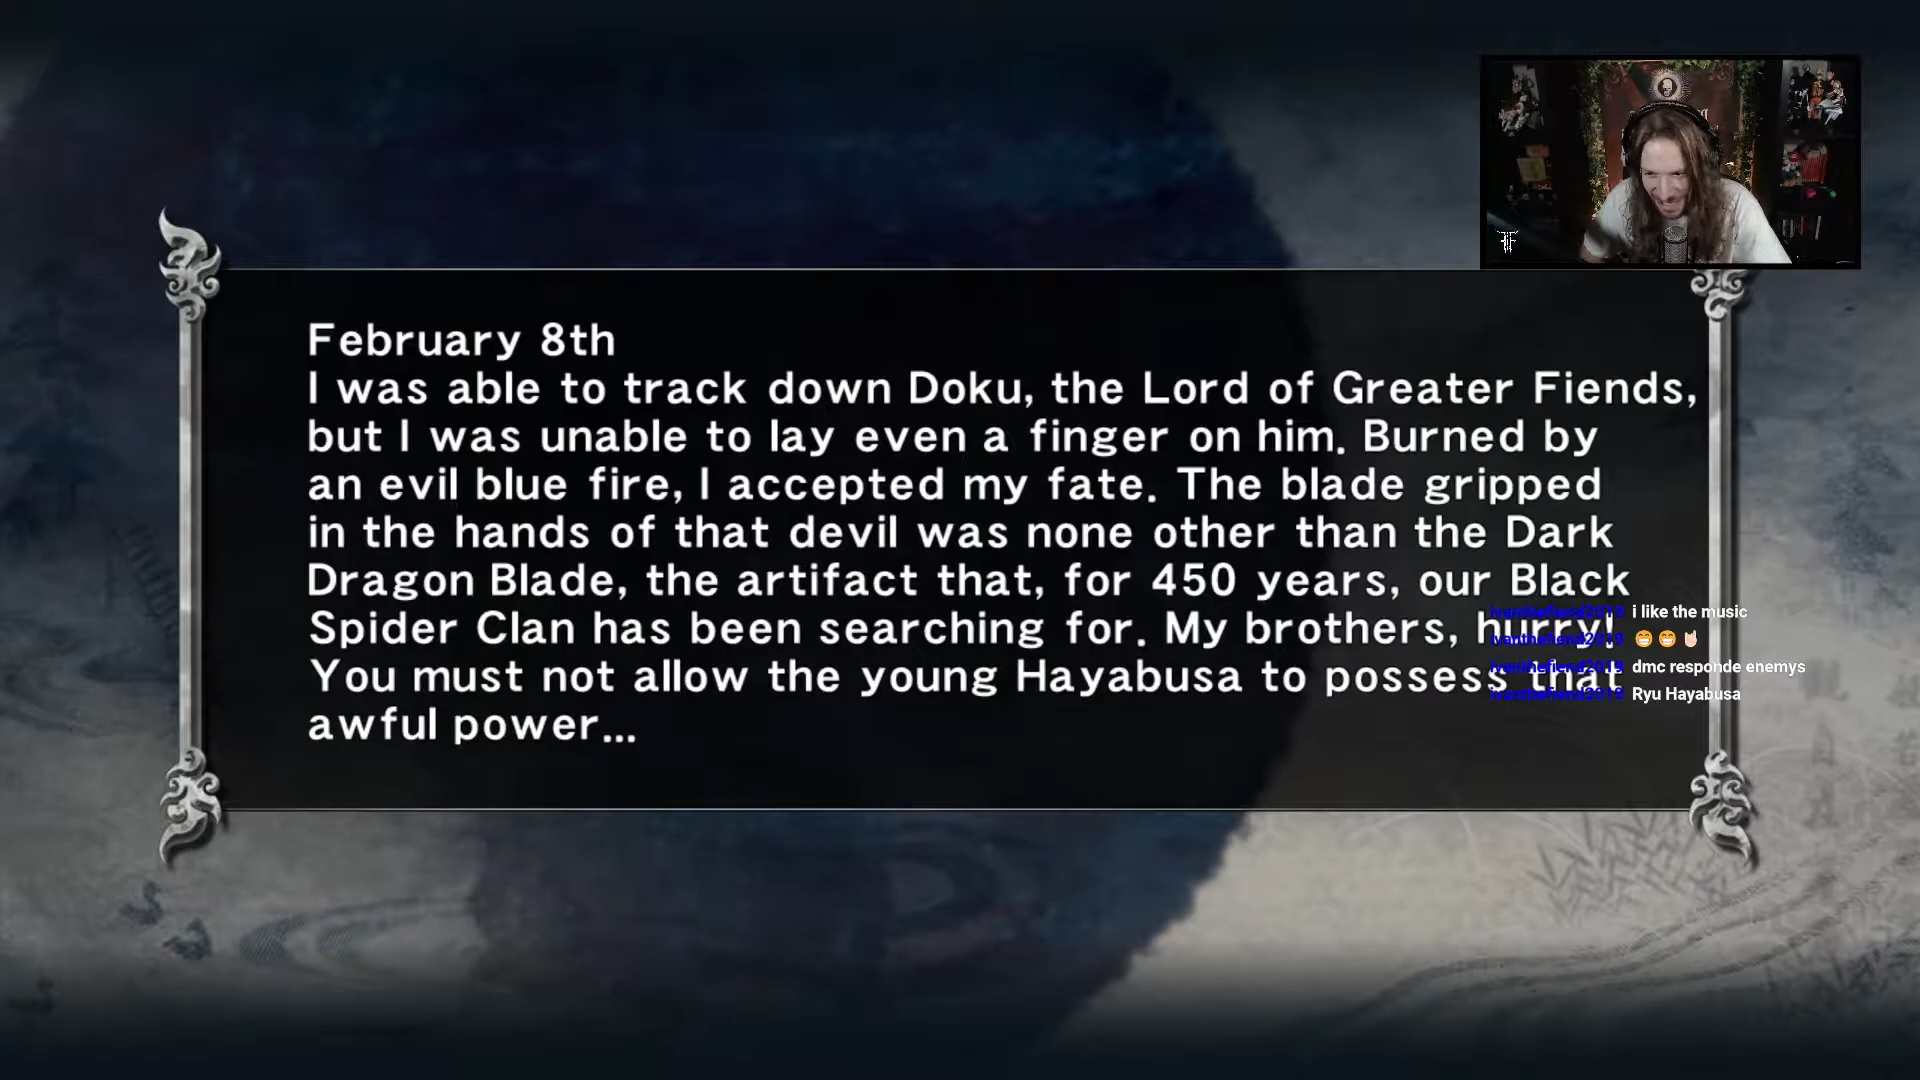 February 8th
I was able to track down Doku, the Lord of Greater Fiends,
but I was unable to lay even a finger on him. Burned by
an evil blue fire, I accepted my fate. The blade gripped
in the hands of that devil was none other than the Dark
Dragon Blade, the artifact that, for 450 years, our Black
Spider Clan has been searching for. My brothers, hurry!
You must not allow the young Hayabusa to possess that
awful power...
ivanthefiend2019 i like the music
ivanthefiend2019 😁😁🤘🏻
ivanthefiend2019 dmc responde enemys
ivanthefiend2019 Ryu Hayabusa